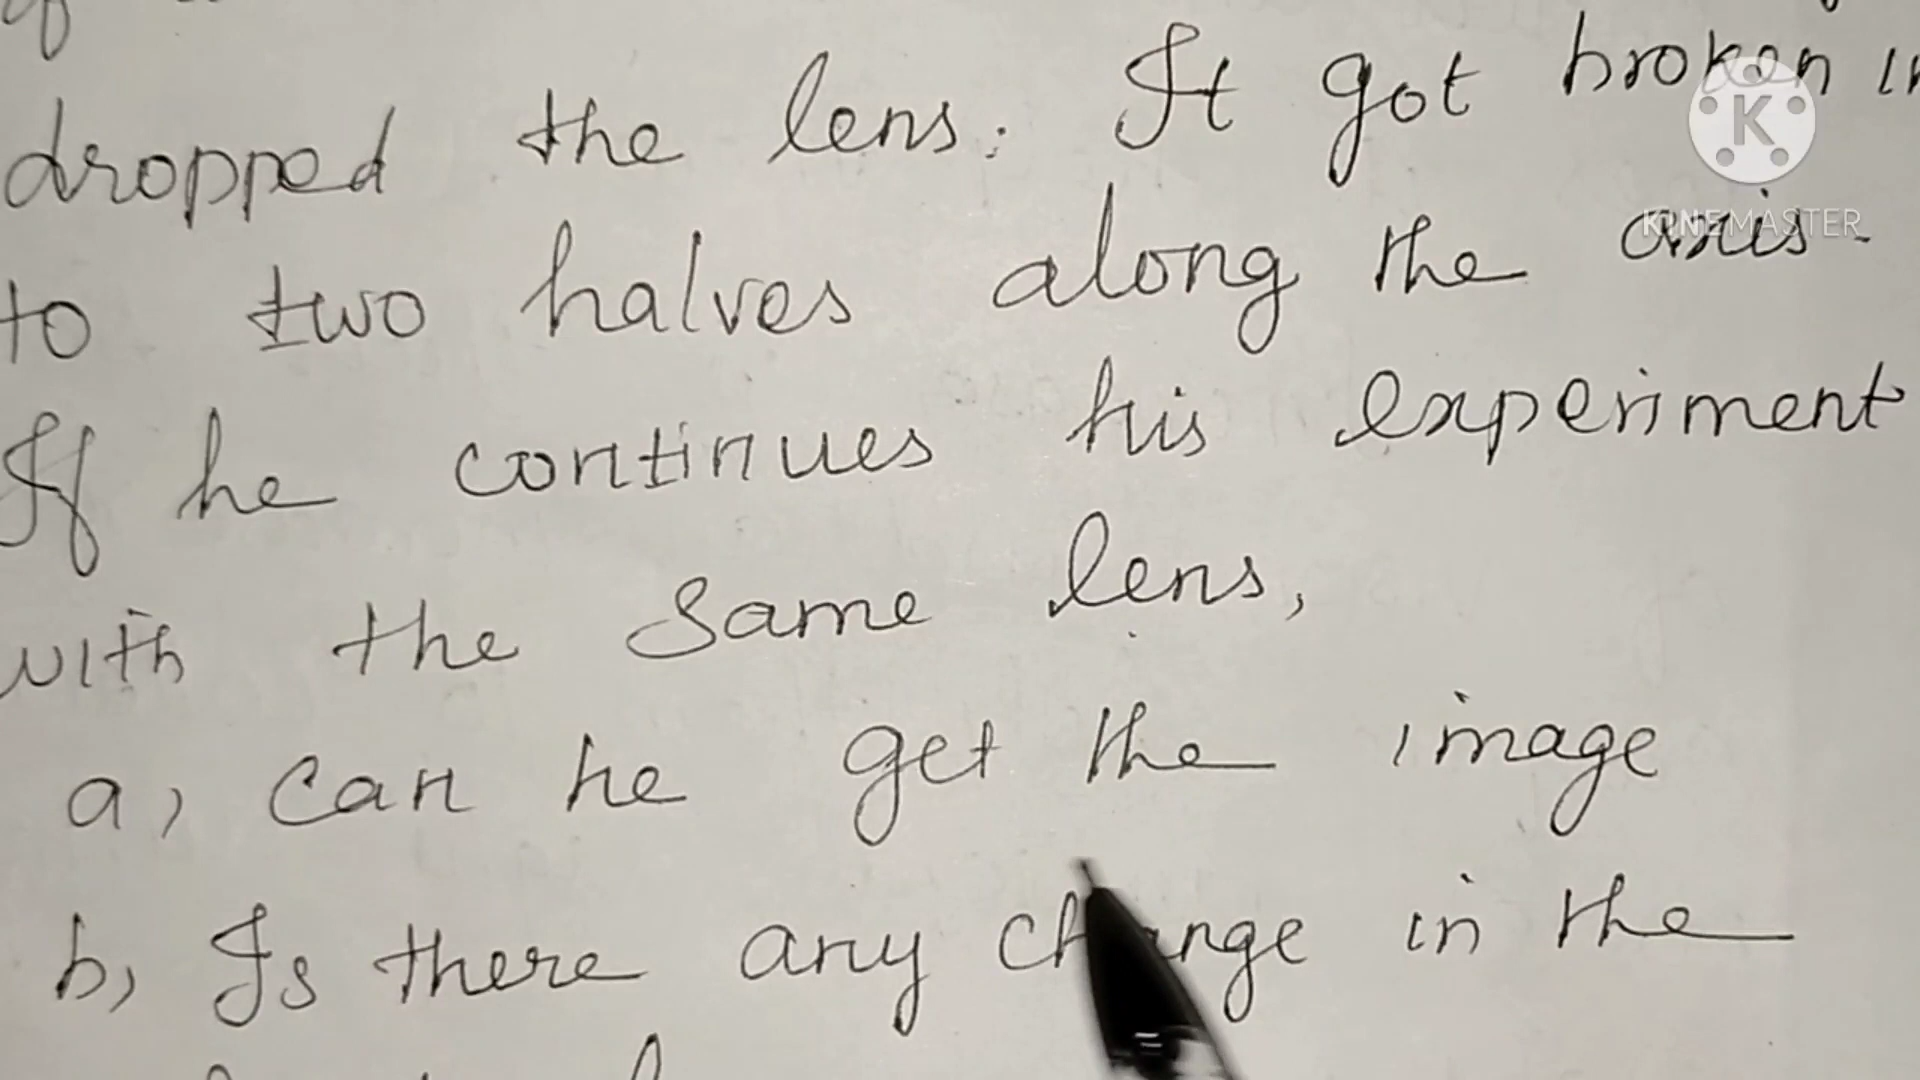 dropped the lens. It got broken in
to two halves along the axis.
If he continues his experiment
with the same lens,
a, Can he get the image
b, Is there any change in the
K
KINEMASTER